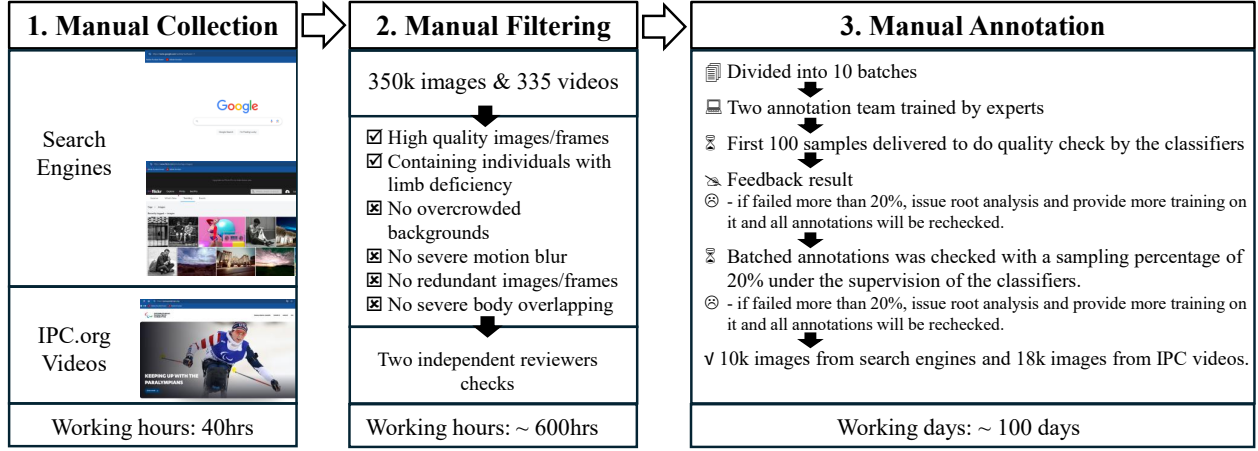 1. Manual Collection
Search
Engines
Google
flickr
IPC.org
Videos
KEEPING UP WITH THE
PARALYMPIANS
Working hours: 40hrs
2. Manual Filtering
350k images & 335 videos
High quality images/frames
Containing individuals with
limb deficiency
No overcrowded
backgrounds
No severe motion blur
No redundant images/frames
No severe body overlapping
Two independent reviewers
checks
Working hours: ~ 600hrs
3. Manual Annotation
Divided into 10 batches
Two annotation team trained by experts
First 100 samples delivered to do quality check by the classifiers
Feedback result
- if failed more than 20%, issue root analysis and provide more training on
it and all annotations will be rechecked.
Batched annotations was checked with a sampling percentage of
20% under the supervision of the classifiers.
- if failed more than 20%, issue root analysis and provide more training on
it and all annotations will be rechecked.
√ 10k images from search engines and 18k images from IPC videos.
Working days: ~ 100 days